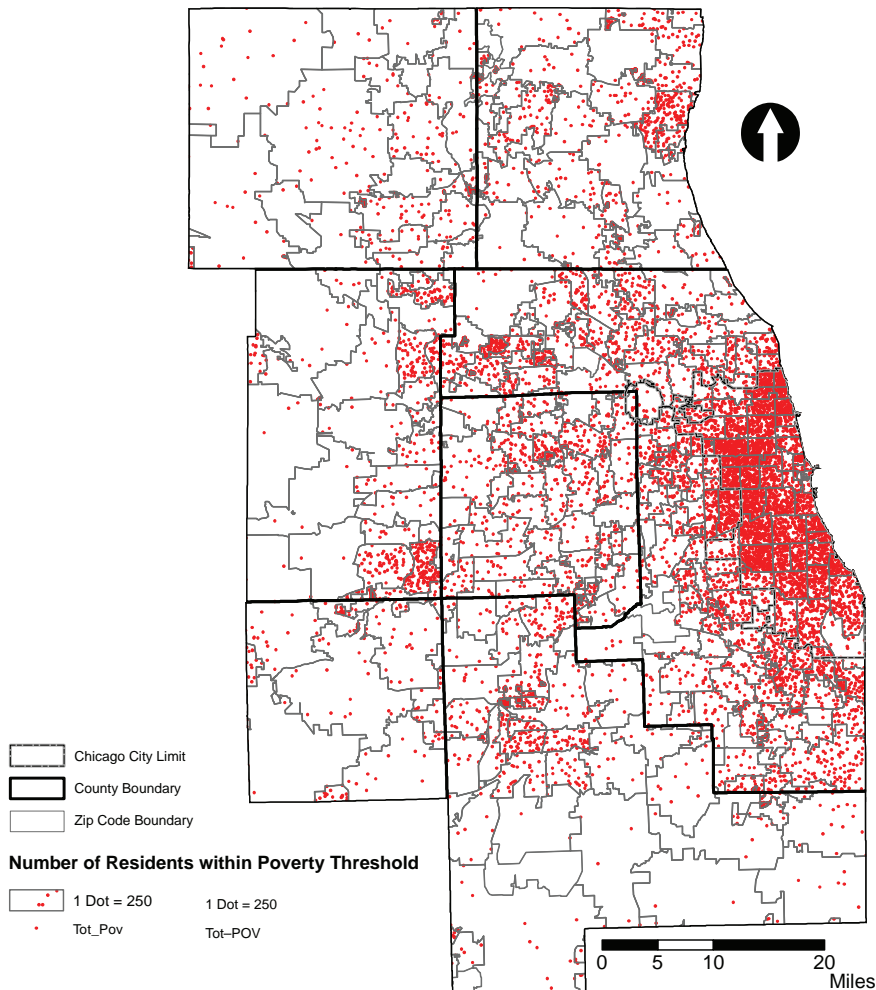 Chicago City Limit
County Boundary
Zip Code Boundary
Number of Residents within Poverty Threshold
1 Dot = 250
1 Dot = 250
Tot_Pov
Tot–POV
0 5 10 20
Miles